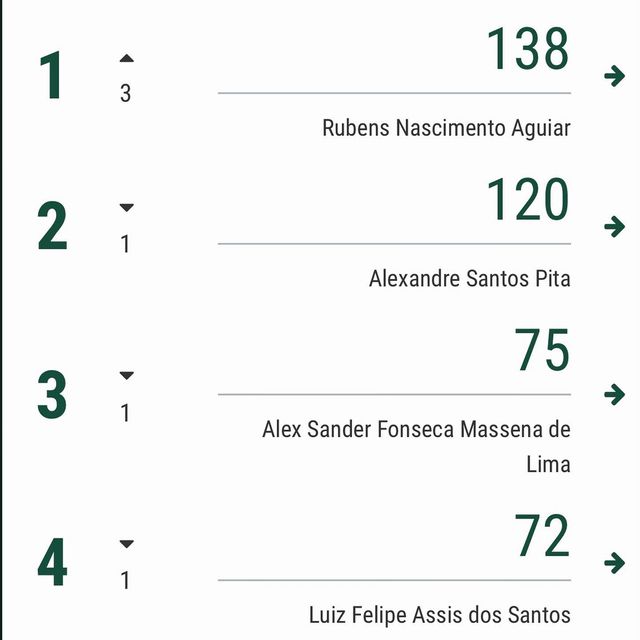 1
3
138
Rubens Nascimento Aguiar
2
1
120
Alexandre Santos Pita
3
1
75
Alex Sander Fonseca Massena de
Lima
4
1
72
Luiz Felipe Assis dos Santos